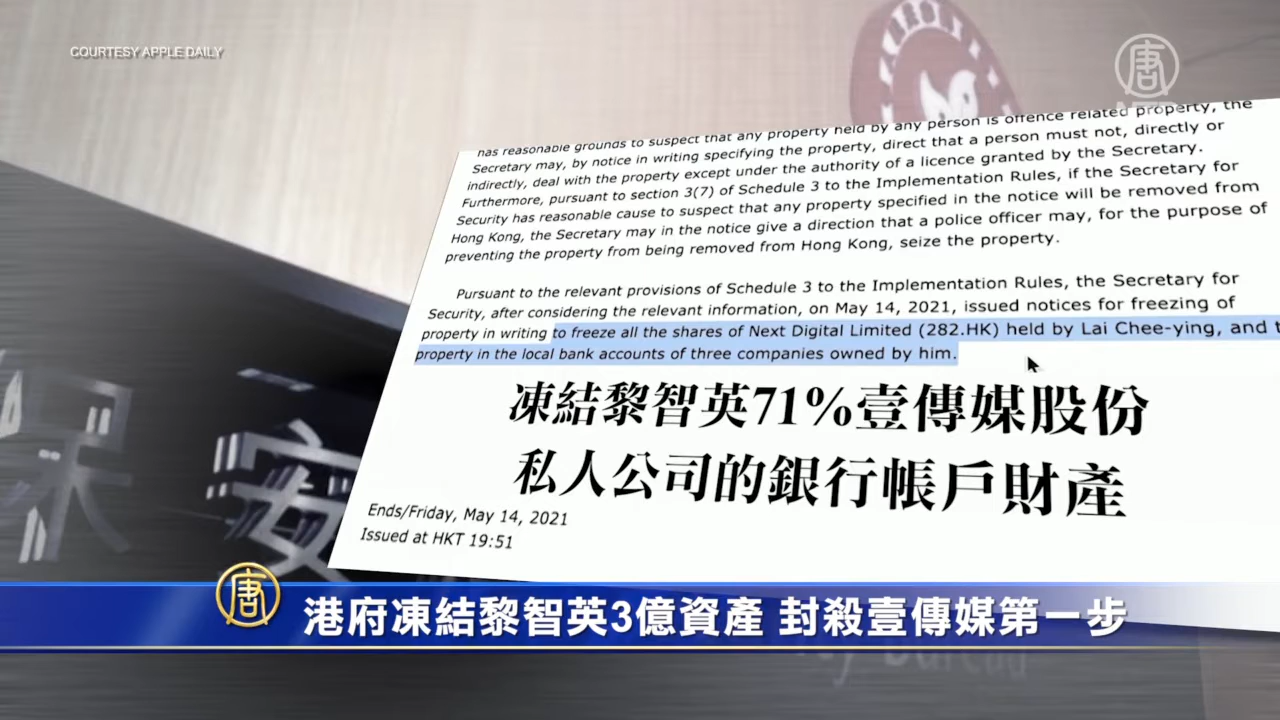 COURTESY APPLE DAILY
唐
has reasonable grounds to suspect that any property held by any person is offence related property, the
Secretary may, by notice in writing specifying the property, direct that a person must not, directly or
indirectly, deal with the property except under the authority of a licence granted by the Secretary.
Furthermore, pursuant to section 3(7) of Schedule 3 to the Implementation Rules, if the Secretary for
Security has reasonable cause to suspect that any property specified in the notice will be removed from
Hong Kong, the Secretary may in the notice give a direction that a police officer may, for the purpose of
preventing the property from being removed from Hong Kong, seize the property.
Pursuant to the relevant provisions of Schedule 3 to the Implementation Rules, the Secretary for
Security, after considering the relevant information, on May 14, 2021, issued notices for freezing of
property in writing to freeze all the shares of Next Digital Limited (282.HK) held by Lai Chee-ying, and
property in the local bank accounts of three companies owned by him.
凍結黎智英71%壹傳媒股份
私人公司的銀行帳戶財產
Ends/Friday, May 14, 2021
Issued at HKT 19:51
保安
唐
港府凍結黎智英3億資產 封殺壹傳媒第一步